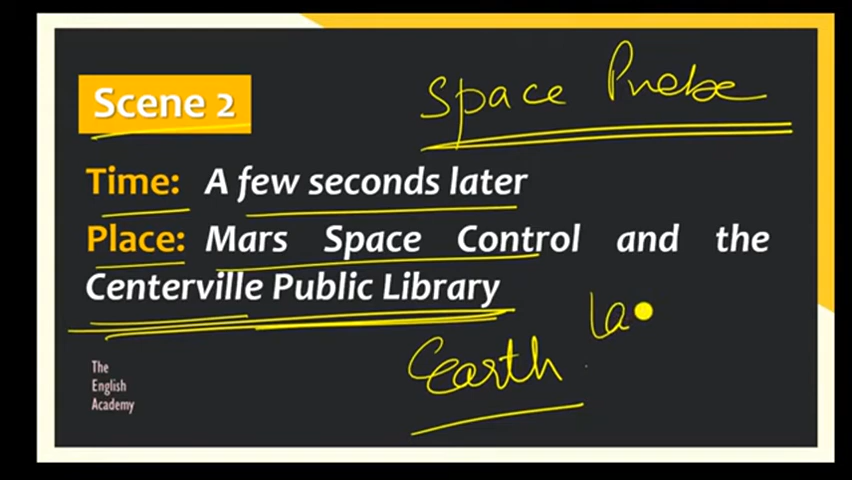 Space Probe
Scene 2
Time: A few seconds later
Place: Mars Space Control and the
Centerville Public Library
la
Earth
The
English
Academy